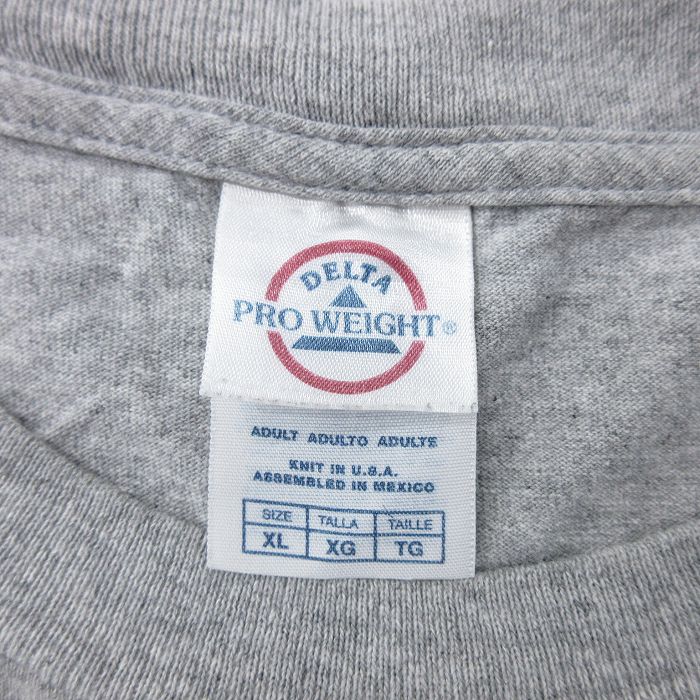 DELTA
PRO WEIGHT®
ADULT ADULTO ADULTE
KNIT IN U.S.A.
ASSEMBLED IN MEXICO
SIZE TALLA TAILLE
XL XG TG